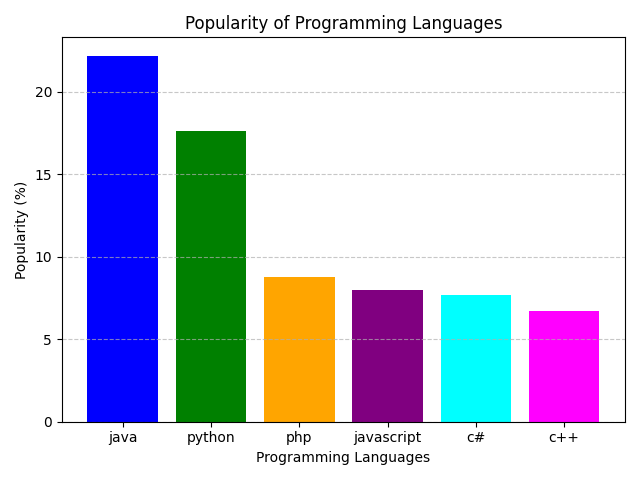 Popularity of Programming Languages
Popularity (%)
20
15
10
5
0
java python php javascript c# c++
Programming Languages